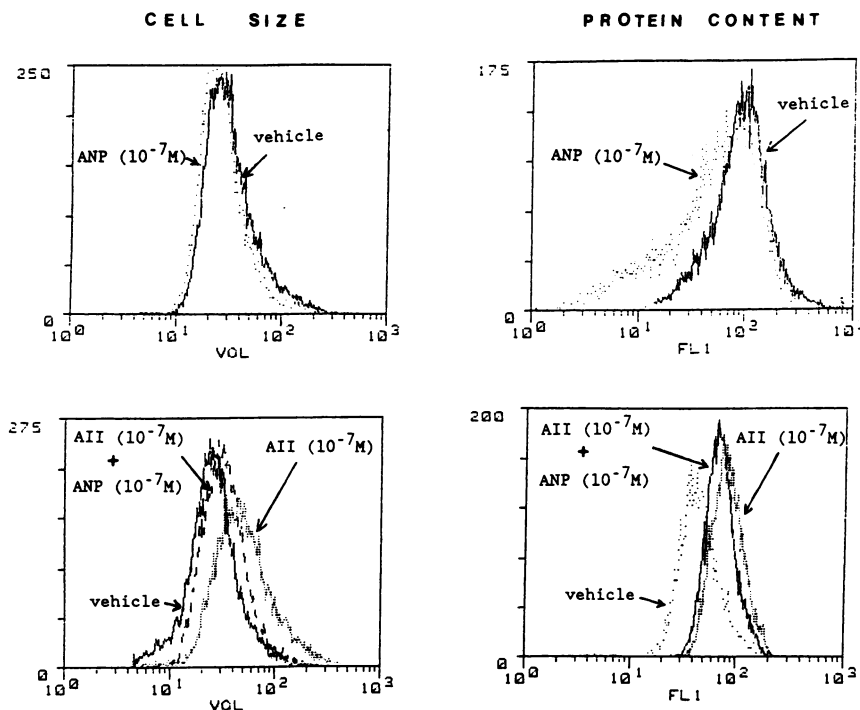 CELL SIZE
PROTEIN CONTENT
250
ANP (10⁻⁷M)
vehicle
0
10⁰ 10¹ 10² 10³
VOL
175
ANP (10⁻⁷M)
vehicle
0
10⁰ 10¹ 10² 10
FL1
275
AII (10⁻⁷M)
+
ANP (10⁻⁷M)
AII (10⁻⁷M)
vehicle
0
10⁰ 10¹ 10² 10³
VOL
200
AII (10⁻⁷M)
+
ANP (10⁻⁷M)
AII (10⁻⁷M)
vehicle
0
10⁰ 10¹ 10² 10³
FL1